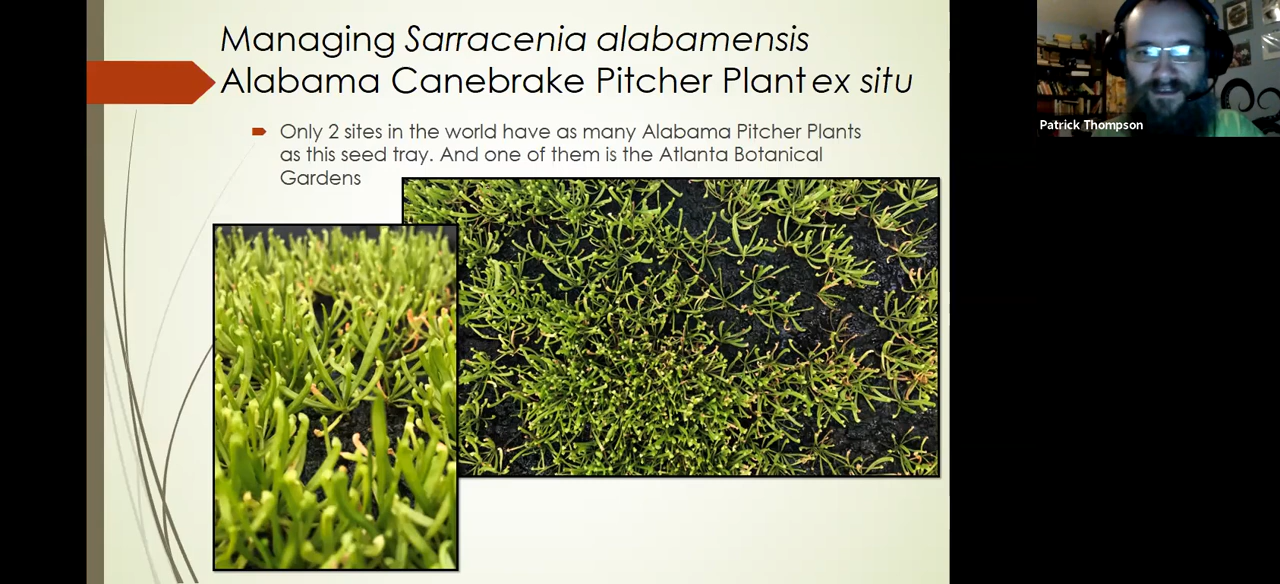 Managing Sarracenia alabamensis
Alabama Canebrake Pitcher Plant ex situ
Only 2 sites in the world have as many Alabama Pitcher Plants
as this seed tray. And one of them is the Atlanta Botanical
Gardens
Patrick Thompson